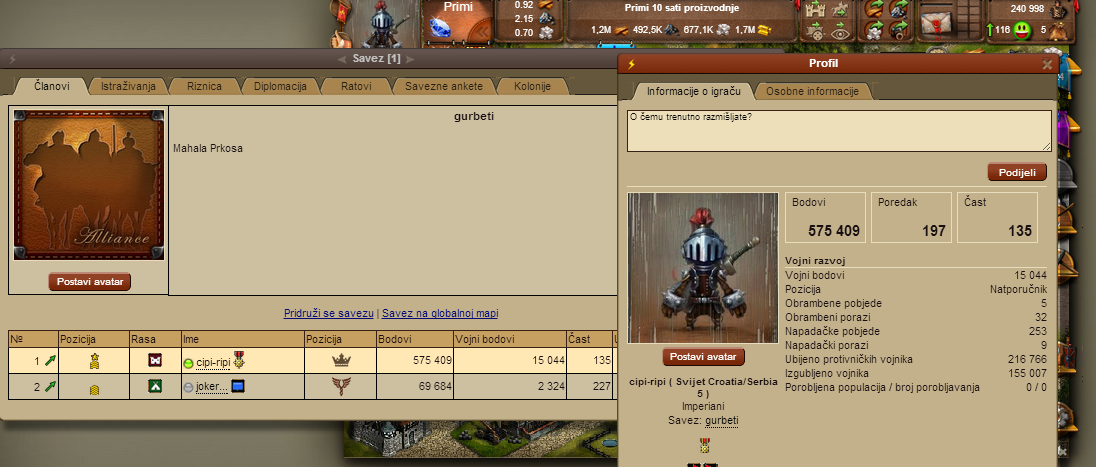 Primi
0.92
2.15
0.70
Primi 10 sati proizvodnje
1,2M 492,5K 677,1K 1,7M
240 998
116 5
Savez [1]
Članovi Istraživanja Riznica Diplomacija Ratovi Savezne ankete Kolonije
gurbeti
Mahala Prkosa
Alliance
Postavi avatar
Pridruži se savezu | Savez na globalnoj mapi
№ Pozicija Rasa Ime Pozicija Bodovi Vojni bodovi Čast
1 cipi-ripi 575 409 15 044 135
2 joker... 69 684 2 324 227
Profil
Informacije o igraču Osobne informacije
O čemu trenutno razmišljate?
Podijeli
Bodovi Poredak Čast
575 409 197 135
Vojni razvoj
Vojni bodovi 15 044
Pozicija Natporučnik
Obrambene pobjede 5
Obrambeni porazi 32
Napadačke pobjede 253
Napadački porazi 9
Ubijeno protivničkih vojnika 216 766
Izgubljeno vojnika 155 007
Porobljena populacija / broj porobljavanja 0 / 0
Postavi avatar
cipi-ripi ( Svijet Croatia/Serbia
5 )
Imperiani
Savez: gurbeti